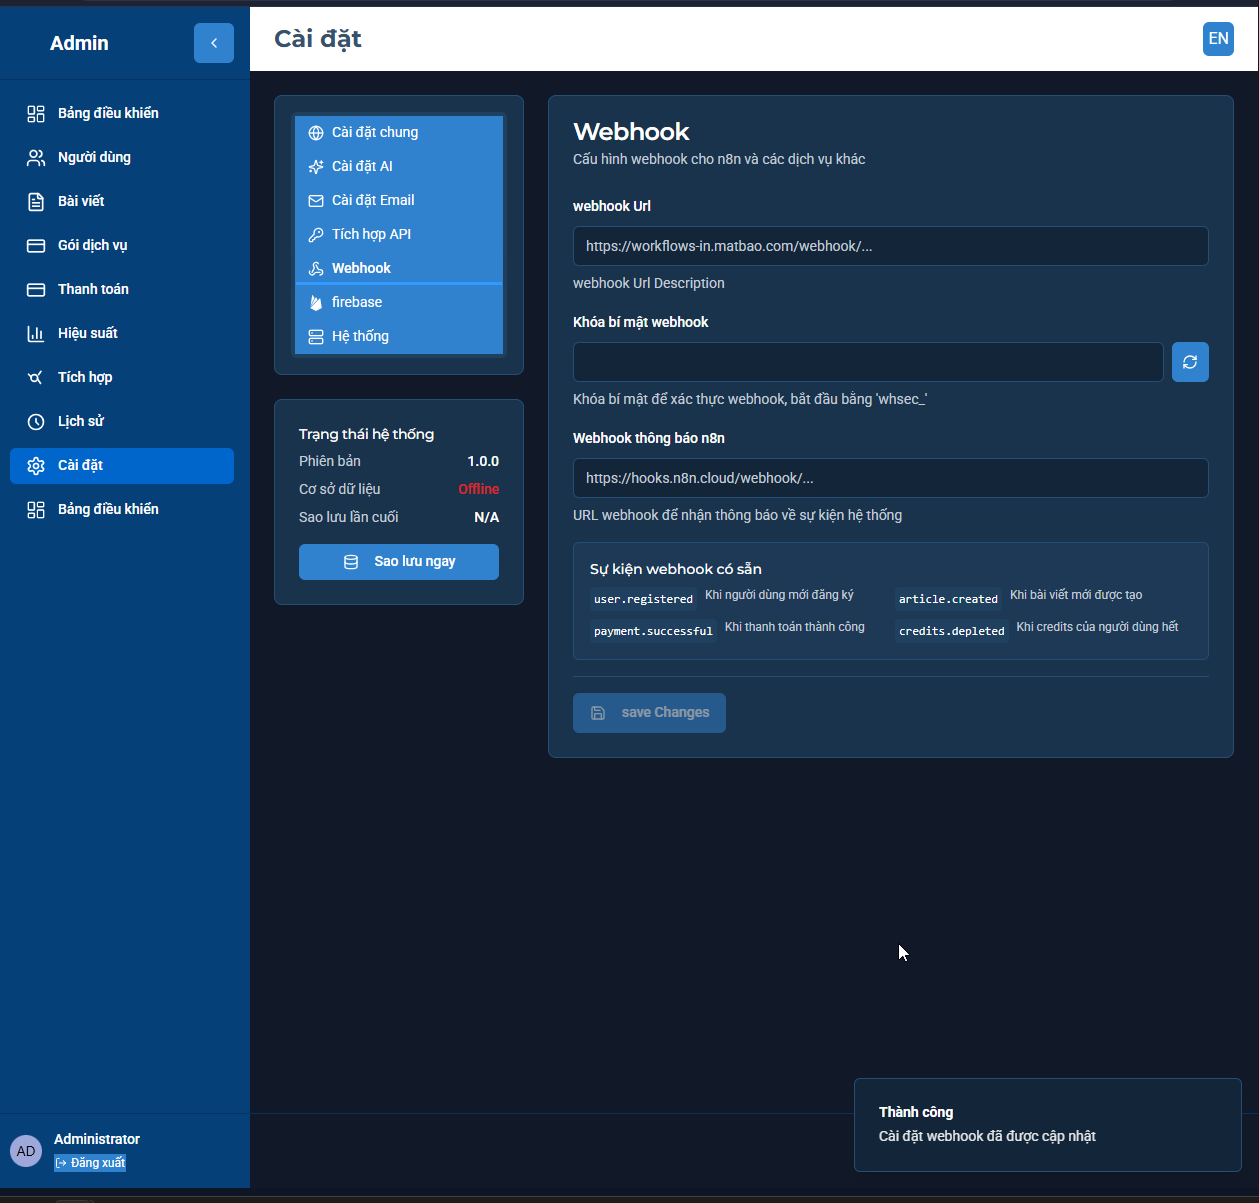 Admin
Bảng điều khiển
Người dùng
Bài viết
Gói dịch vụ
Thanh toán
Hiệu suất
Tích hợp
Lịch sử
Cài đặt
Bảng điều khiển
AD
Administrator
Đăng xuất
Cài đặt
EN
Cài đặt chung
Cài đặt AI
Cài đặt Email
Tích hợp API
Webhook
firebase
Hệ thống
Trạng thái hệ thống
Phiên bản 1.0.0
Cơ sở dữ liệu Offline
Sao lưu lần cuối N/A
Sao lưu ngay
Webhook
Cấu hình webhook cho n8n và các dịch vụ khác
webhook Url
https://workflows-in.matbao.com/webhook/...
webhook Url Description
Khóa bí mật webhook
Khóa bí mật để xác thực webhook, bắt đầu bằng 'whsec_'
Webhook thông báo n8n
https://hooks.n8n.cloud/webhook/...
URL webhook để nhận thông báo về sự kiện hệ thống
Sự kiện webhook có sẵn
user.registered Khi người dùng mới đăng ký
article.created Khi bài viết mới được tạo
payment.successful Khi thanh toán thành công
credits.depleted Khi credits của người dùng hết
save Changes
Thành công
Cài đặt webhook đã được cập nhật